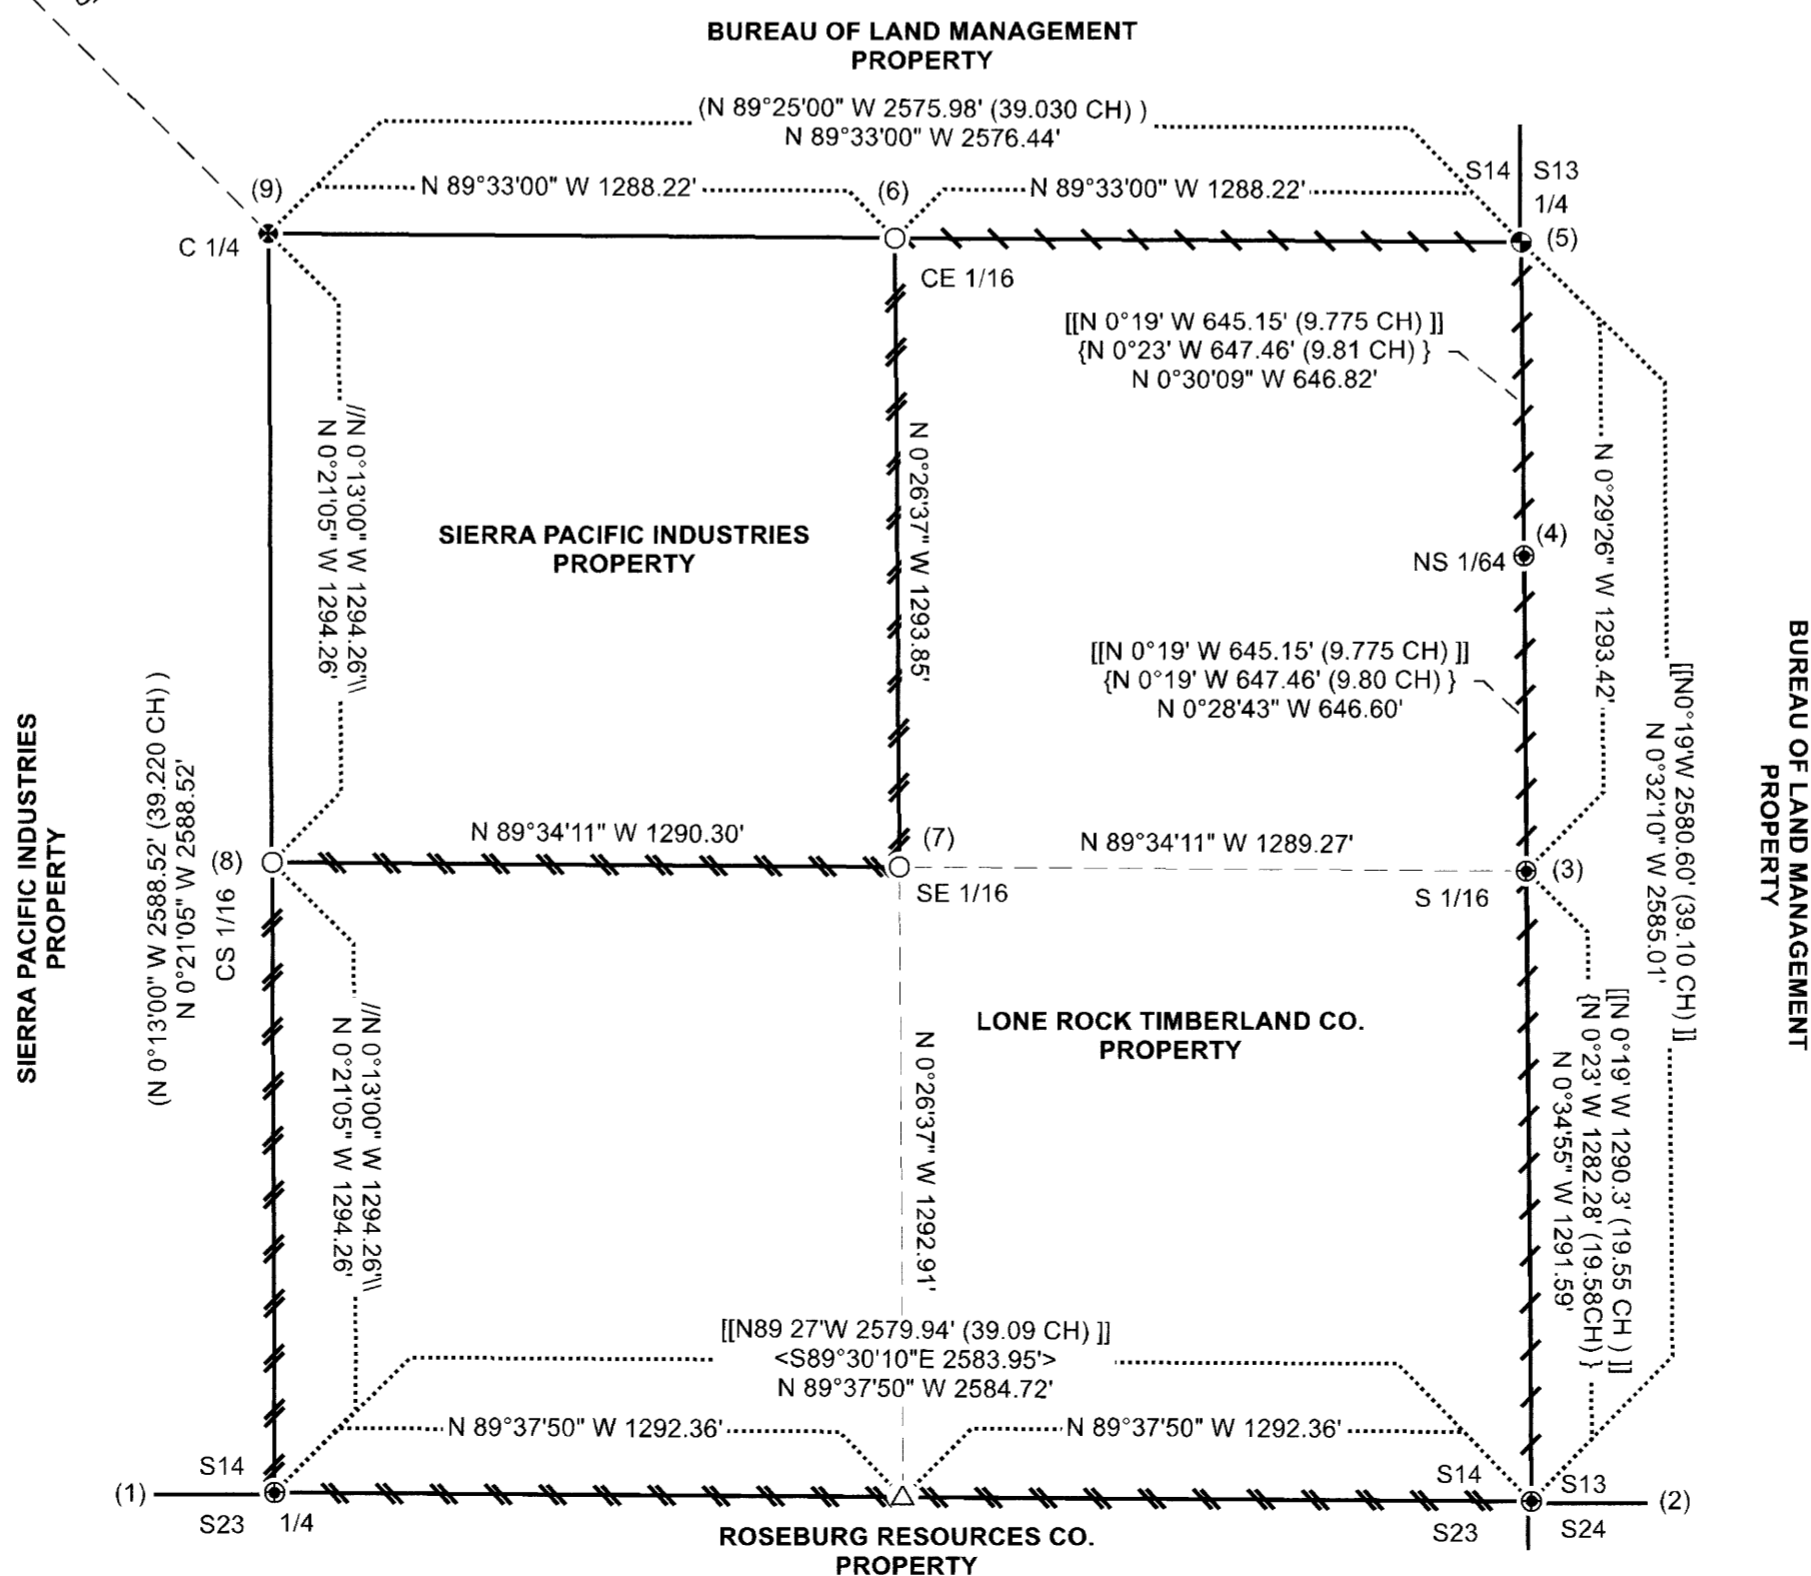 BUREAU OF LAND MANAGEMENT
PROPERTY
(N 89°25'00" W 2575.98' (39.030 CH) )
N 89°33'00" W 2576.44'
S14
S13
1/4
(9)
N 89°33'00" W 1288.22'
(6)
N 89°33'00" W 1288.22'
(5)
C 1/4
CE 1/16
[[N 0°19' W 645.15' (9.775 CH) ]]
{N 0°23' W 647.46' (9.81 CH) }
N 0°30'09" W 646.82'
//N 0°13'00" W 1294.26'\\
N 0°21'05" W 1294.26'
N 0°26'37" W 1293.85'
N 0°29'26" W 1293.42'
SIERRA PACIFIC INDUSTRIES
PROPERTY
(4)
NS 1/64
[[N 0°19' W 645.15' (9.775 CH) ]]
{N 0°19' W 647.46' (9.80 CH) }
N 0°28'43" W 646.60'
[[N0°19'W 2580.60' (39.10 CH) ]]
N 0°32'10" W 2585.01'
BUREAU OF LAND MANAGEMENT
PROPERTY
SIERRA PACIFIC INDUSTRIES
PROPERTY
(N 0°13'00" W 2588.52' (39.220 CH) )
N 0°21'05" W 2588.52'
(8)
CS 1/16
N 89°34'11" W 1290.30'
(7)
SE 1/16
N 89°34'11" W 1289.27'
(3)
S 1/16
LONE ROCK TIMBERLAND CO.
PROPERTY
//N 0°13'00" W 1294.26'\\
N 0°21'05" W 1294.26'
N 0°26'37" W 1292.91'
[[N 0°19' W 1290.3' (19.55 CH ) ]]
{N 0°23' W 1282.28' (19.58CH) }
N 0°34'55" W 1291.59'
[[N89 27'W 2579.94' (39.09 CH) ]]
<S89°30'10"E 2583.95'>
N 89°37'50" W 2584.72'
N 89°37'50" W 1292.36'
N 89°37'50" W 1292.36'
S14
(1)
S23
1/4
S14
S13
(2)
S23
S24
ROSEBURG RESOURCES CO.
PROPERTY